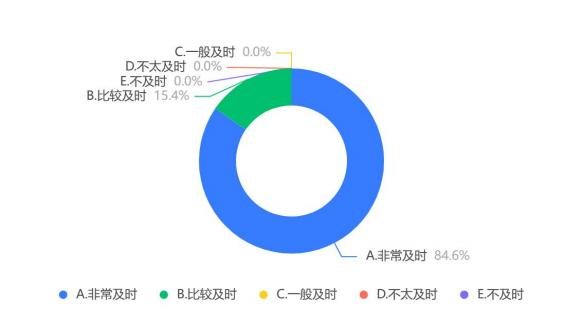 C.一般及时 0.0%
D.不太及时 0.0%
E.不及时 0.0%
B.比较及时 15.4%
A.非常及时 84.6%
A.非常及时 B.比较及时 C.一般及时 D.不太及时 E.不及时